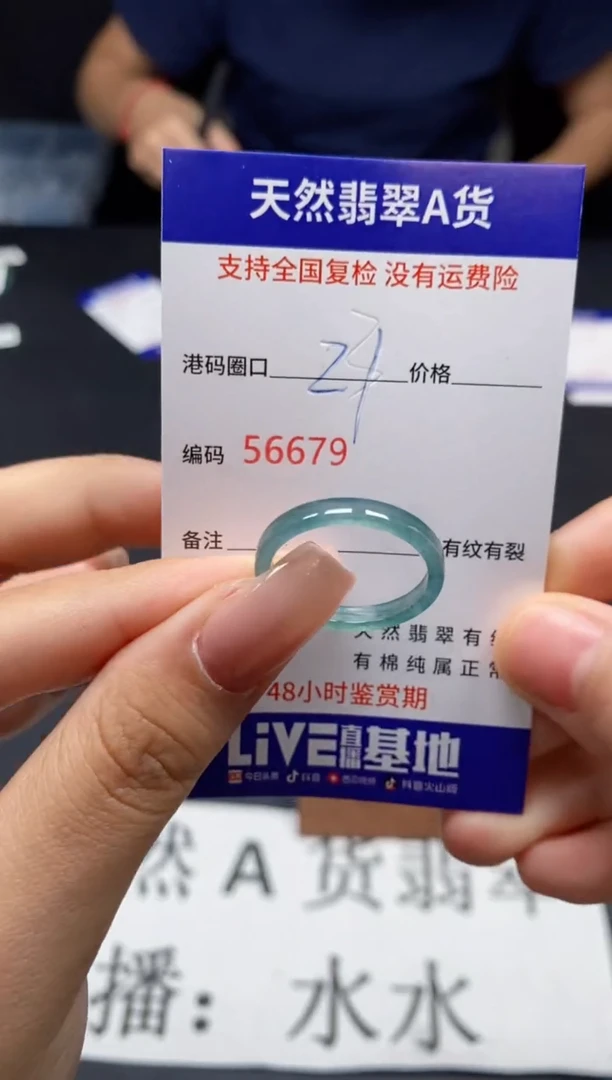 天然翡翠A货
支持全国复检 没有运费险
港码圈口 价格
编码 56679
备注 有纹有裂
天然翡翠有
有棉纯属正常
48小时鉴赏期
LiVE直播基地
今日头条 抖音 西瓜视频 抖音火山版
然A货翡翠
播：水水